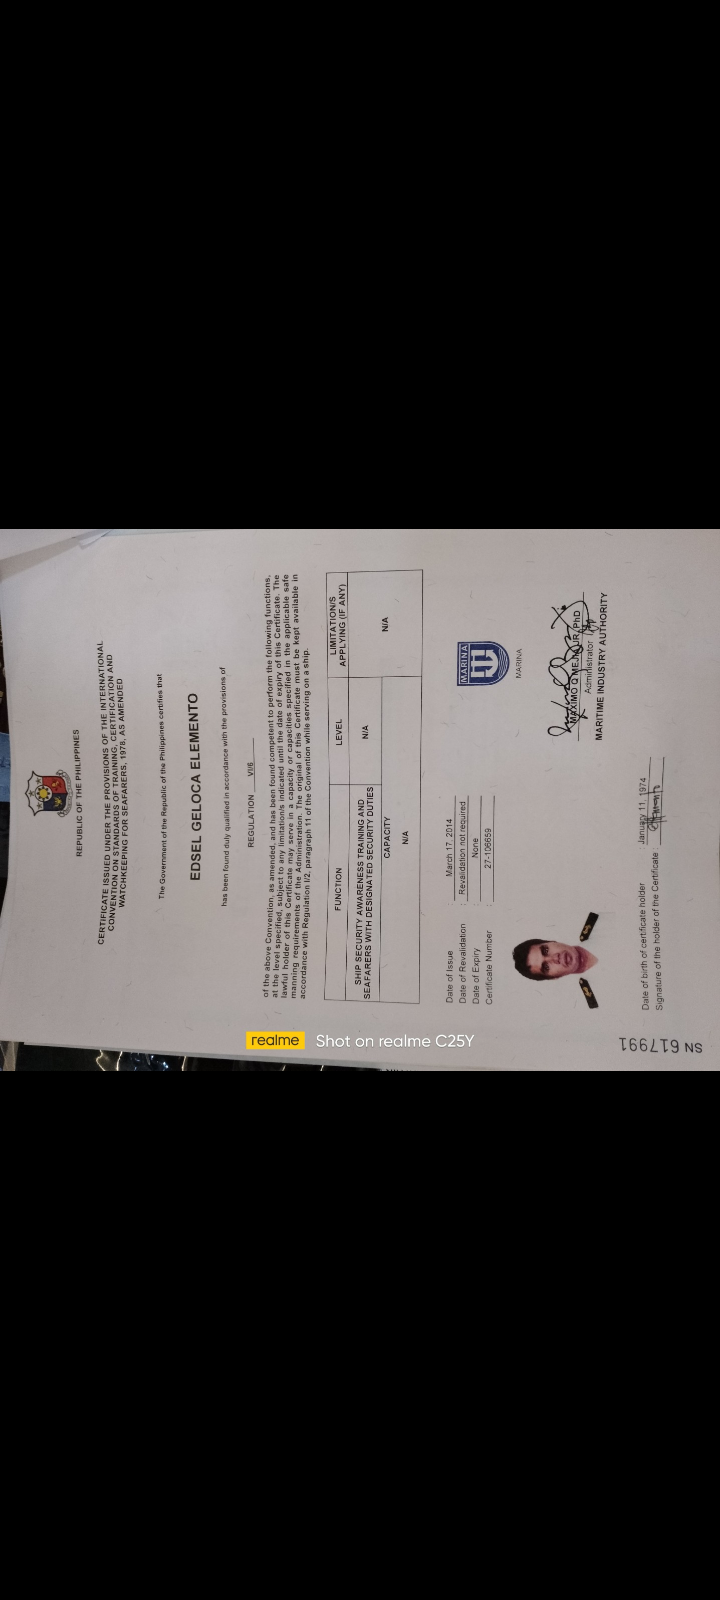 REPUBLIC OF THE PHILIPPINES
CERTIFICATE ISSUED UNDER THE PROVISIONS OF THE INTERNATIONAL
CONVENTION ON STANDARDS OF TRAINING, CERTIFICATION AND
WATCHKEEPING FOR SEAFARERS, 1978, AS AMENDED
The Government of the Republic of the Philippines certifies that
EDSEL GELOCA ELEMENTO
has been found duly qualified in accordance with the provisions of
REGULATION VI/6
of the above Convention, as amended, and has been found competent to perform the following functions,
at the level specified, subject to any limitation/s indicated until the date of expiry of this Certificate. The
lawful holder of this Certificate may serve in a capacity or capacities specified in the applicable safe
manning requirements of the Administration. The original of this Certificate must be kept available in
accordance with Regulation I/2, paragraph 11 of the Convention while serving on a ship.
FUNCTION LEVEL LIMITATION/S
APPLYING (IF ANY)
SHIP SECURITY AWARENESS TRAINING AND
SEAFARERS WITH DESIGNATED SECURITY DUTIES N/A N/A
CAPACITY
N/A
Date of Issue : March 17, 2014
Date of Revalidation : Revalidation not required
Date of Expiry : None
Certificate Number : 27-106659
MARINA
MARINA
MAXIMO Q MEJIA JR, PhD
Administrator
MARITIME INDUSTRY AUTHORITY
Date of birth of certificate holder : January 11, 1974
Signature of the holder of the Certificate :
SN 617991
realme Shot on realme C25Y